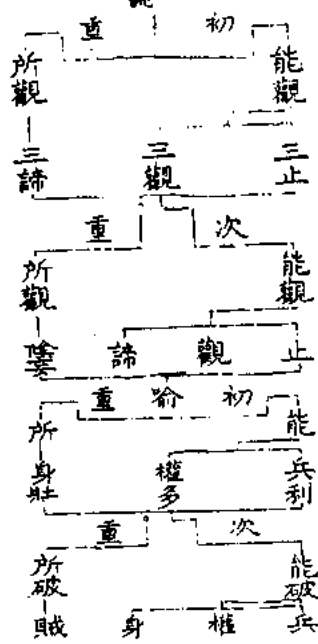 初重
能觀 所觀
三止 三觀 三諦
次重
能觀 所觀
止 觀 諦
初喻重
能 所
兵利 權多 身壯
次重
能破 所破
兵 權 身 賊